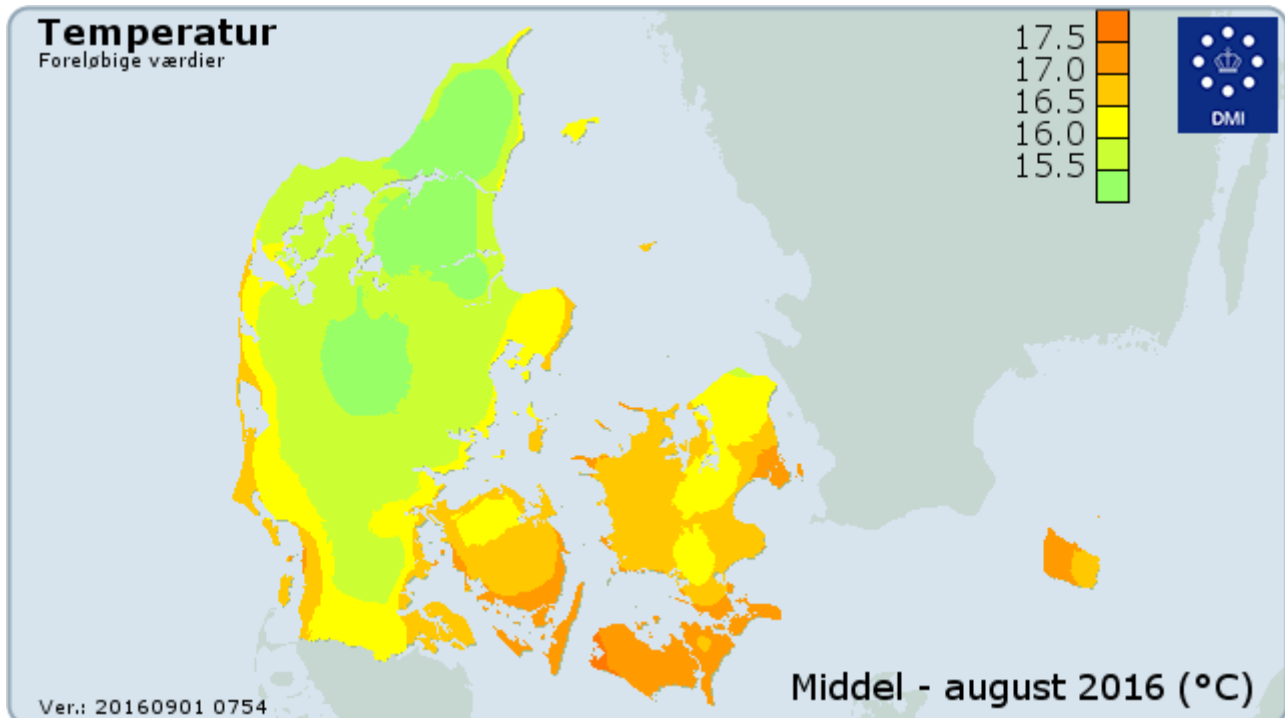 Temperatur
Foreløbige værdier
17.5
17.0
16.5
16.0
15.5
DMI
Middel - august 2016 (°C)
Ver.: 20160901 0754